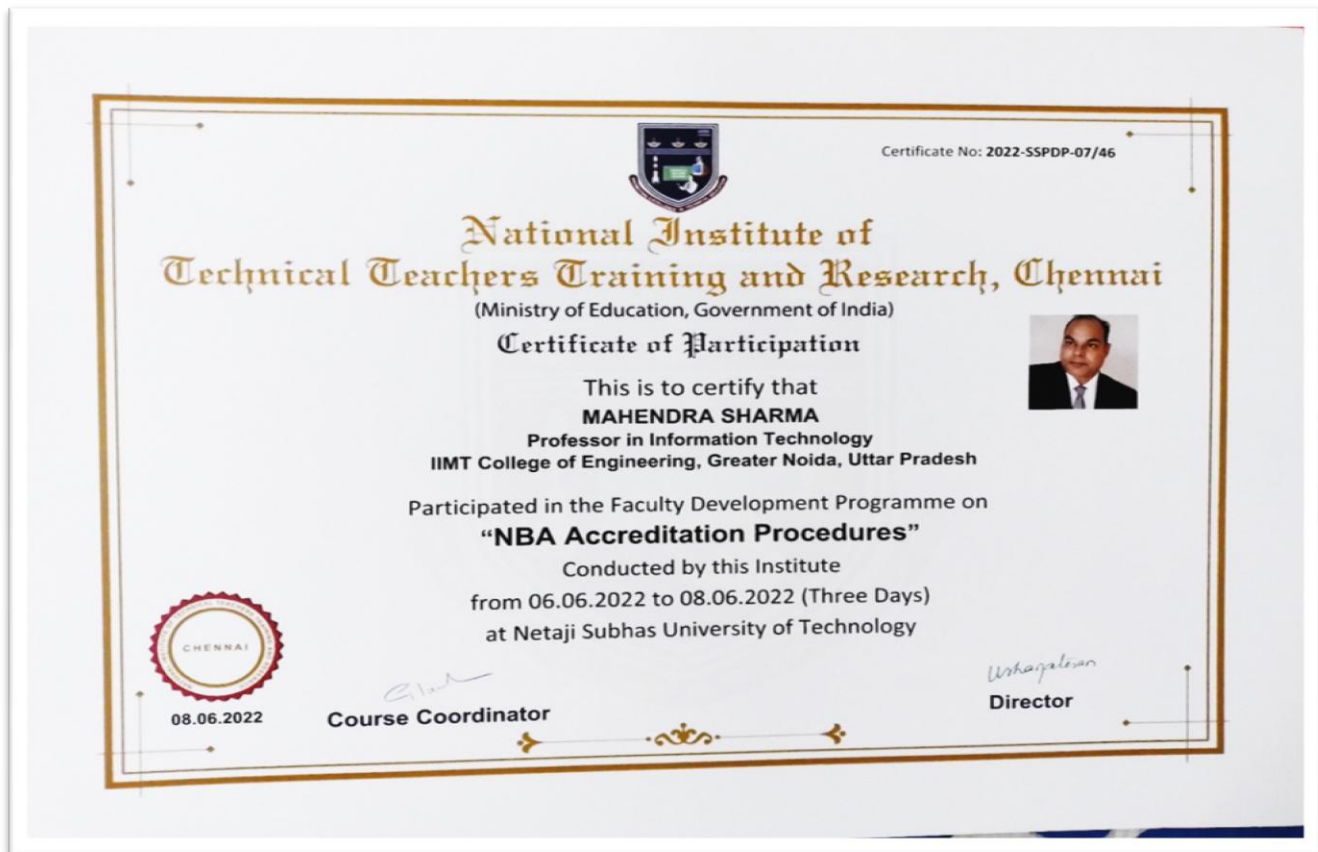 Certificate No: 2022-SSPDP-07/46
National Institute of
Technical Teachers Training and Research, Chennai
(Ministry of Education, Government of India)
Certificate of Participation
This is to certify that
MAHENDRA SHARMA
Professor in Information Technology
IIMT College of Engineering, Greater Noida, Uttar Pradesh
Participated in the Faculty Development Programme on
“NBA Accreditation Procedures”
Conducted by this Institute
from 06.06.2022 to 08.06.2022 (Three Days)
at Netaji Subhas University of Technology
CHENNAI
08.06.2022
Course Coordinator
Director